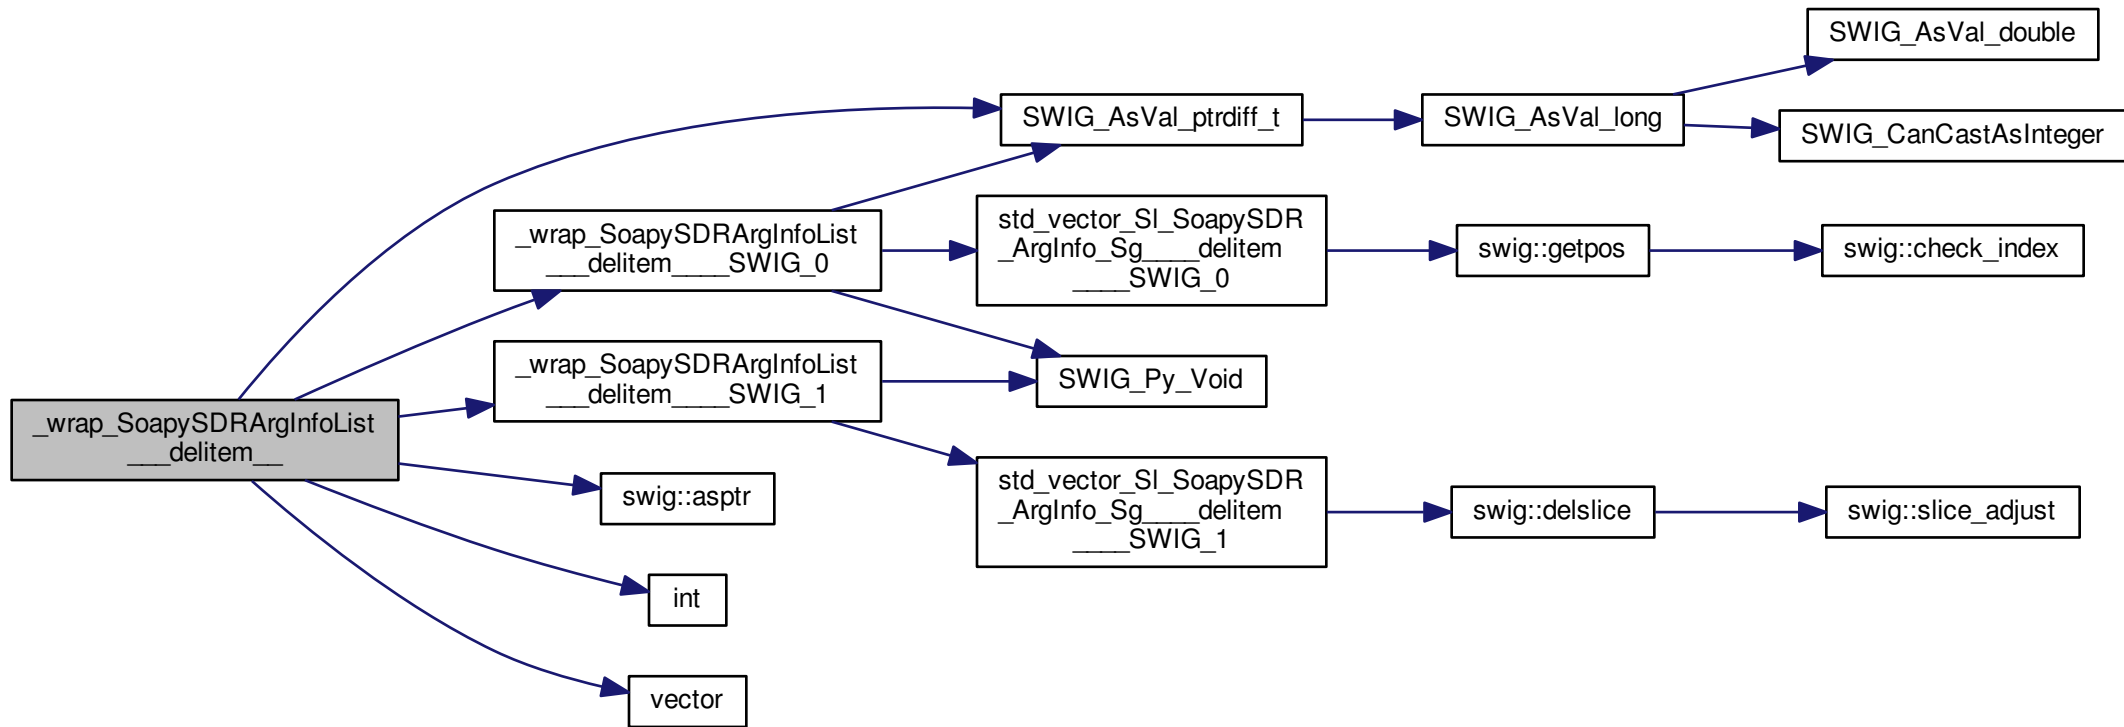 _wrap_SoapySDRArgInfoList
___delitem__
_wrap_SoapySDRArgInfoList
___delitem____SWIG_0
_wrap_SoapySDRArgInfoList
___delitem____SWIG_1
swig::asptr
int
vector
SWIG_AsVal_ptrdiff_t
std_vector_Sl_SoapySDR
_ArgInfo_Sg____delitem
____SWIG_0
SWIG_Py_Void
std_vector_Sl_SoapySDR
_ArgInfo_Sg____delitem
____SWIG_1
SWIG_AsVal_long
swig::getpos
swig::delslice
SWIG_AsVal_double
SWIG_CanCastAsInteger
swig::check_index
swig::slice_adjust